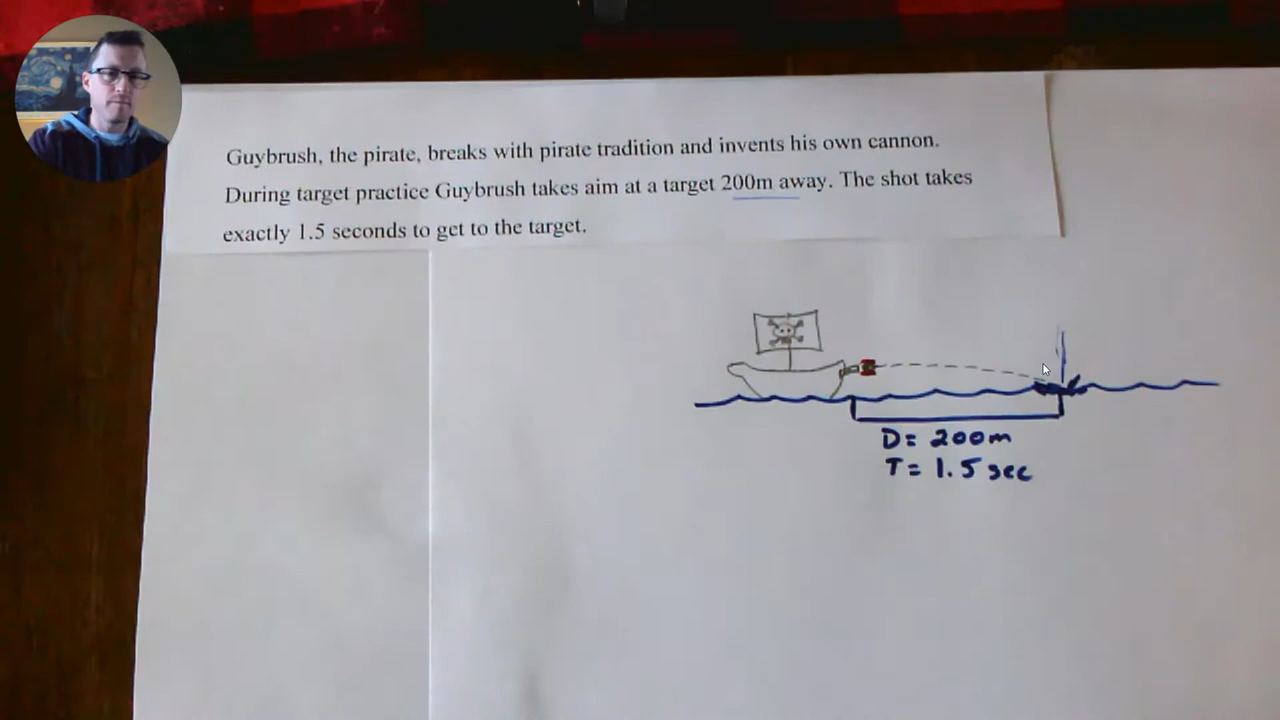 Guybrush, the pirate, breaks with pirate tradition and invents his own cannon.
During target practice Guybrush takes aim at a target 200m away. The shot takes
exactly 1.5 seconds to get to the target.
D= 200m
T= 1.5 sec